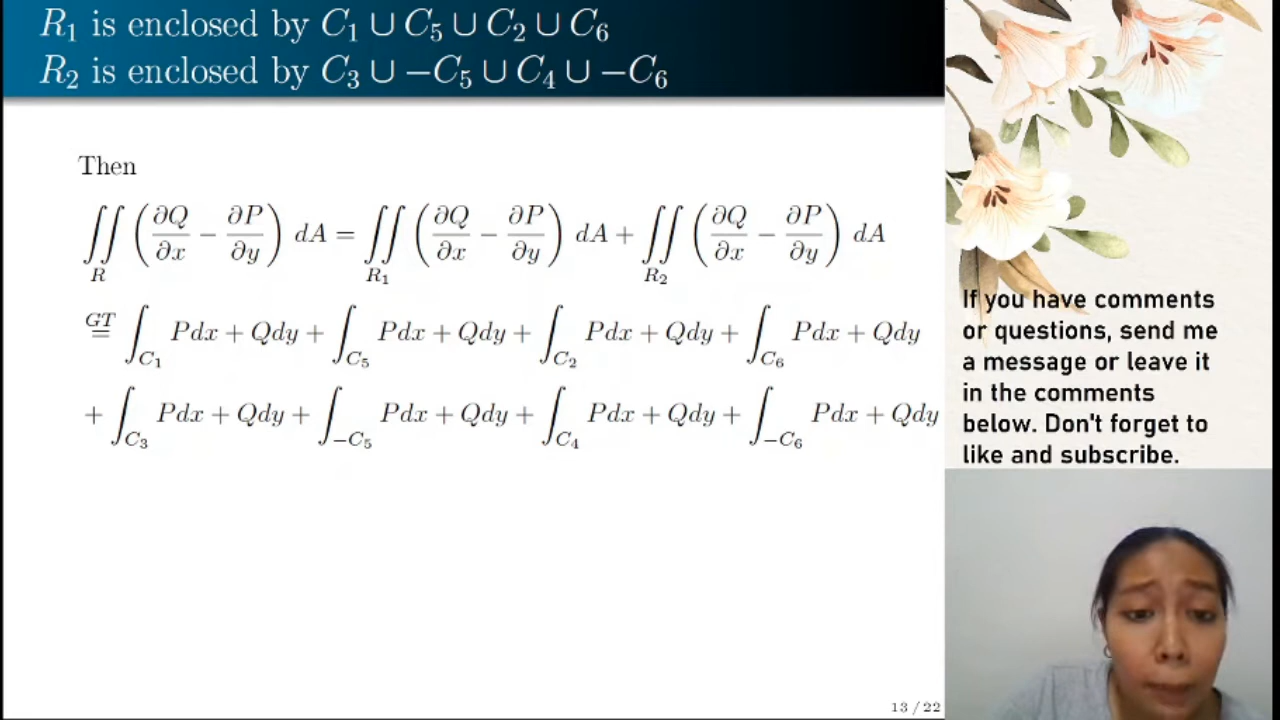 R₁ is enclosed by C₁ ∪ C₅ ∪ C₂ ∪ C₆
R₂ is enclosed by C₃ ∪ −C₅ ∪ C₄ ∪ −C₆
Then
∬_R (∂Q/∂x − ∂P/∂y) dA = ∬_{R₁} (∂Q/∂x − ∂P/∂y) dA + ∬_{R₂} (∂Q/∂x − ∂P/∂y) dA
GT= ∫_{C₁} Pdx + Qdy + ∫_{C₅} Pdx + Qdy + ∫_{C₂} Pdx + Qdy + ∫_{C₆} Pdx + Qdy
+ ∫_{C₃} Pdx + Qdy + ∫_{−C₅} Pdx + Qdy + ∫_{C₄} Pdx + Qdy + ∫_{−C₆} Pdx + Qdy
13 / 22
If you have comments
or questions, send me
a message or leave it
in the comments
below. Don't forget to
like and subscribe.